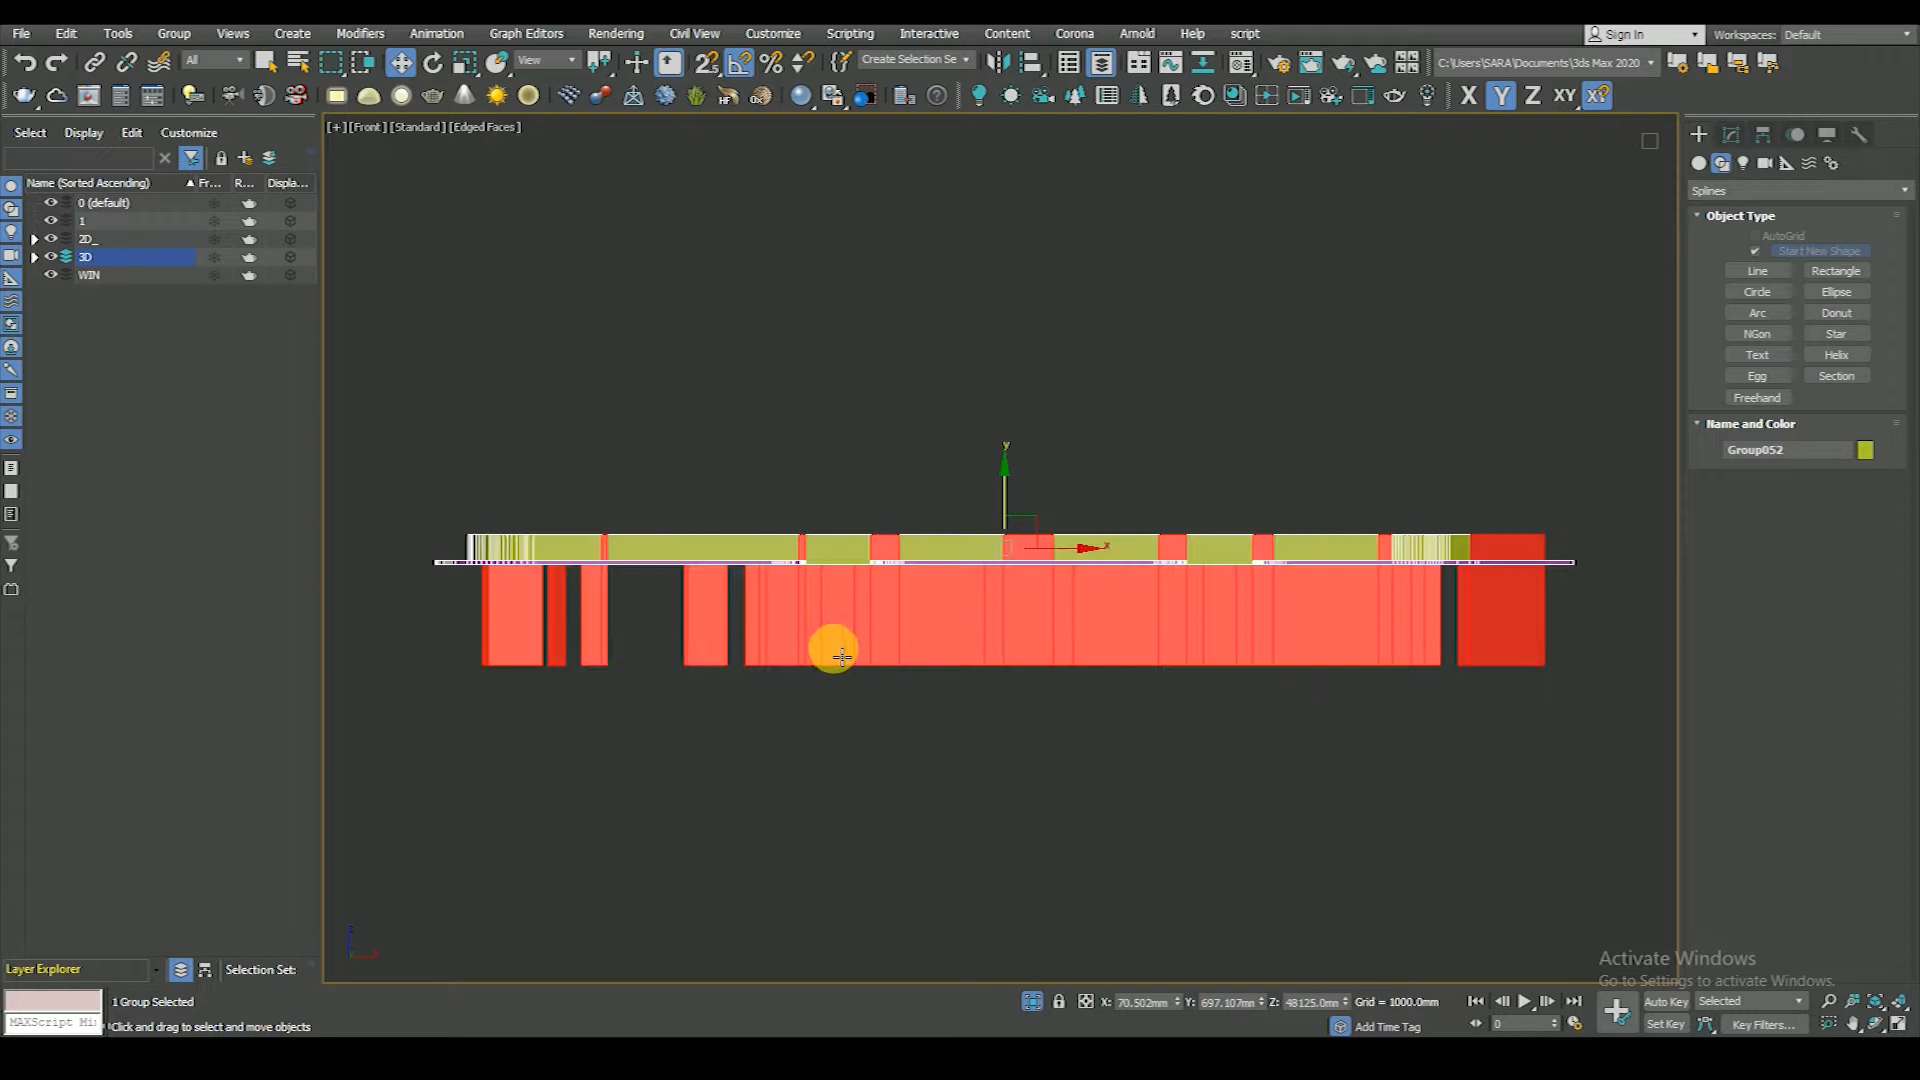 File Edit Tools Group Views Create Modifiers Animation Graph Editors Rendering Civil View Customize Scripting Interactive Content Corona Arnold Help script Sign In Workspaces: Default
All View Create Selection Se C:\Users\SARA\Documents\3ds Max 2020
X Y Z XY
Select Display Edit Customize
[+] [Front] [Standard] [Edged Faces]
Name (Sorted Ascending) Fr... R... Displa...
0 (default)
1
2D_
3D
WIN
Splines
Object Type
AutoGrid
Start New Shape
Line Rectangle
Circle Ellipse
Arc Donut
NGon Star
Text Helix
Egg Section
Freehand
Name and Color
Group052
y
x
Activate Windows
Go to Settings to activate Windows.
Layer Explorer Selection Set:
1 Group Selected X: 70.502mm Y: 697.107mm Z: 48125.0mm Grid = 1000.0mm Auto Key Selected
MAXScript Mi Click and drag to select and move objects Add Time Tag 0 Set Key Key Filters...